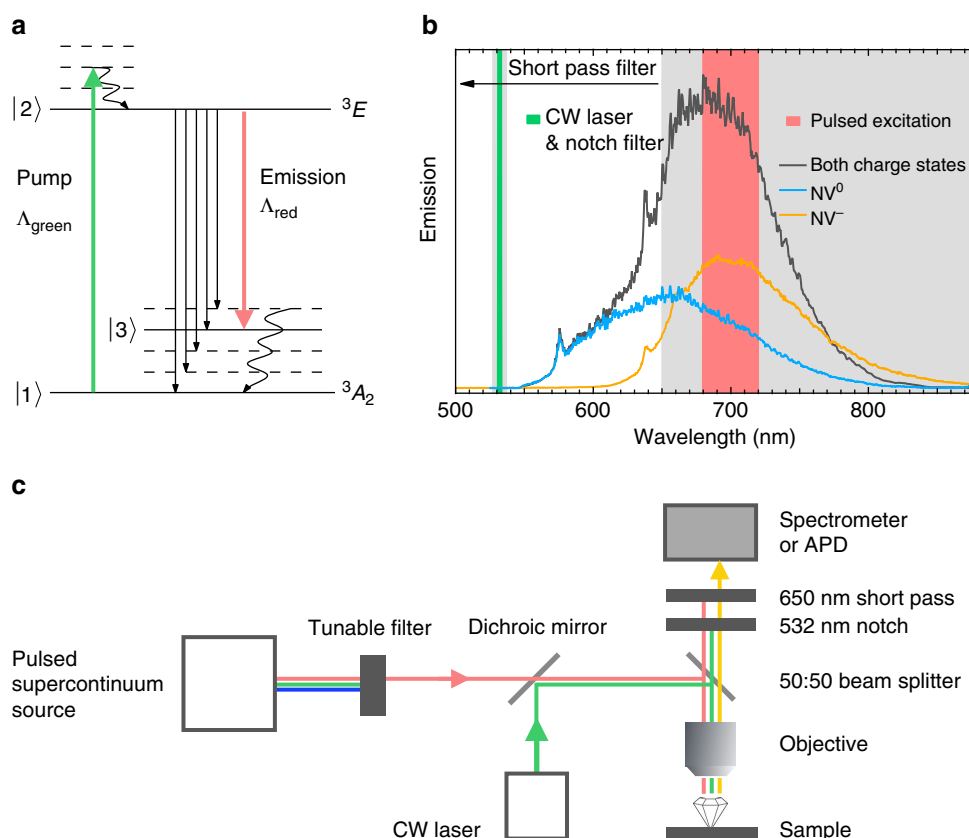 a
|2⟩
³E
Pump
Λgreen
Emission
Λred
|3⟩
|1⟩
³A₂
b
Short pass filter
CW laser
& notch filter
Pulsed excitation
Both charge states
NV⁰
NV⁻
Emission
500
600
700
800
Wavelength (nm)
c
Spectrometer
or APD
650 nm short pass
532 nm notch
Tunable filter
Dichroic mirror
Pulsed
supercontinuum
source
50:50 beam splitter
Objective
CW laser
Sample